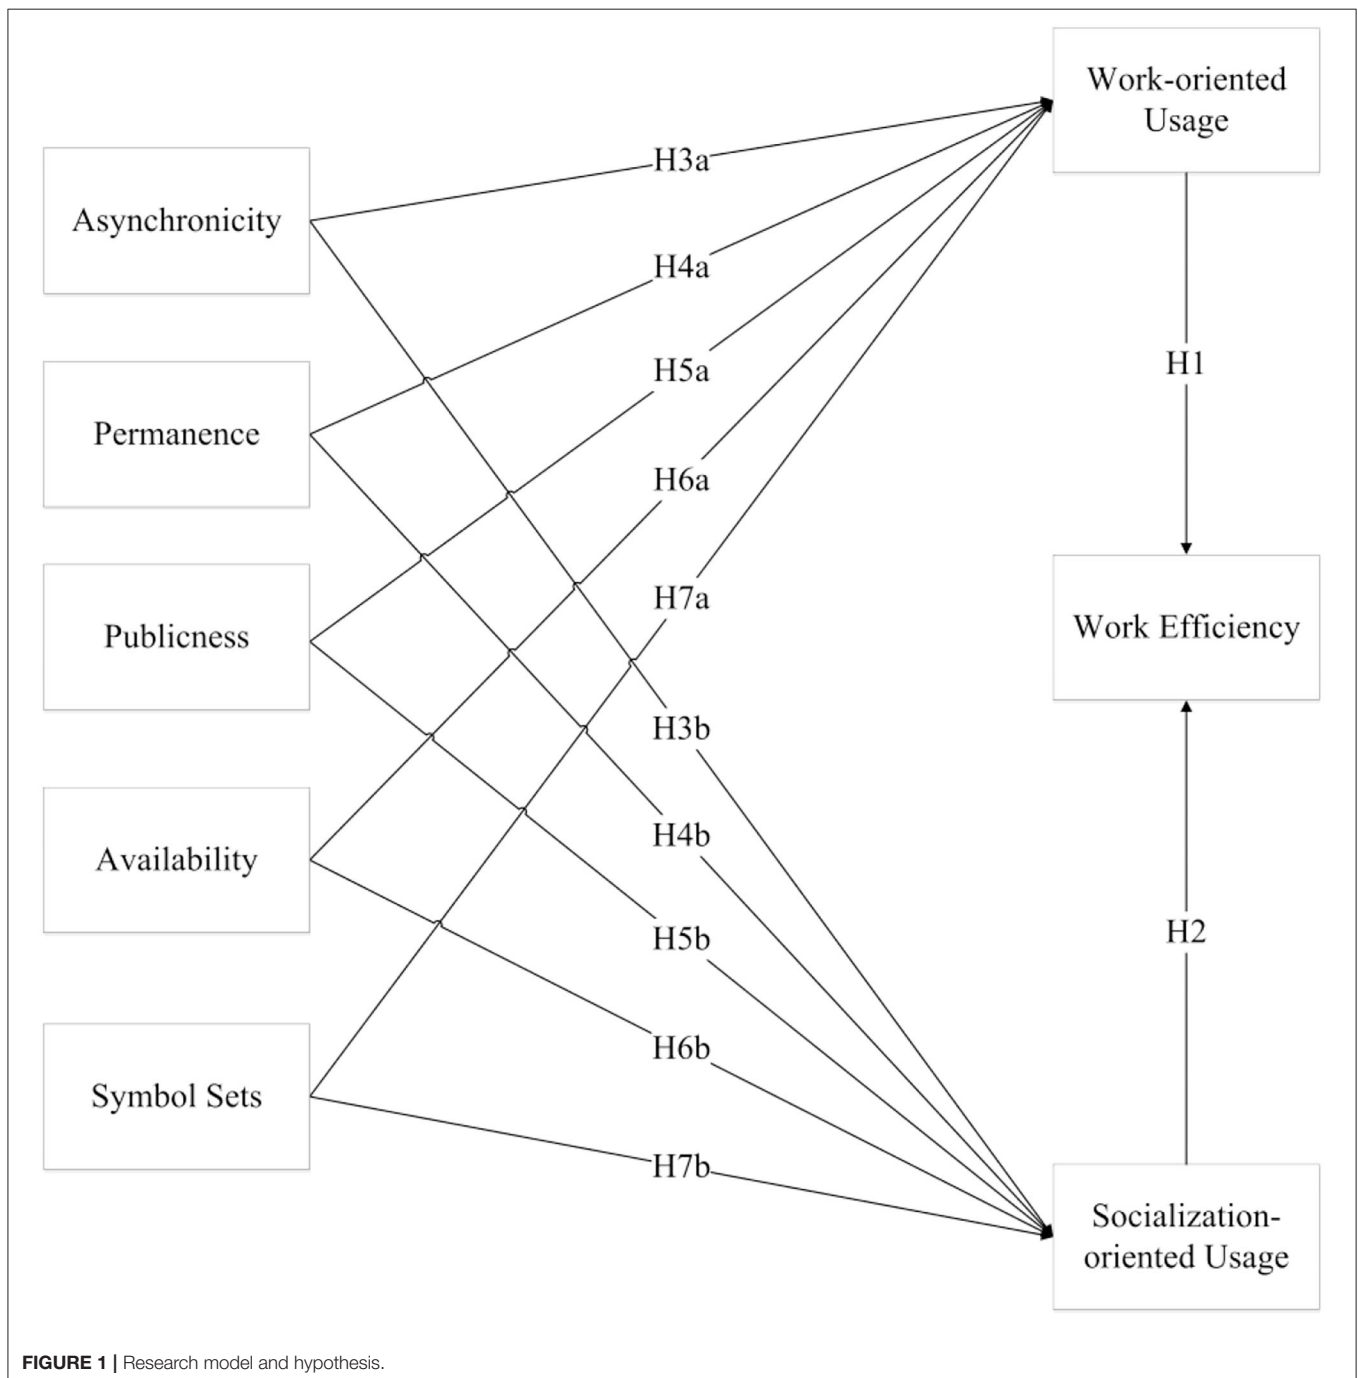 Work-oriented
Usage
H3a
Asynchronicity
H4a
H5a
H1
Permanence
H6a
H7a
Publicness
Work Efficiency
H3b
H4b
Availability
H5b
H2
H6b
Symbol Sets
H7b
Socialization-
oriented Usage
FIGURE 1 | Research model and hypothesis.